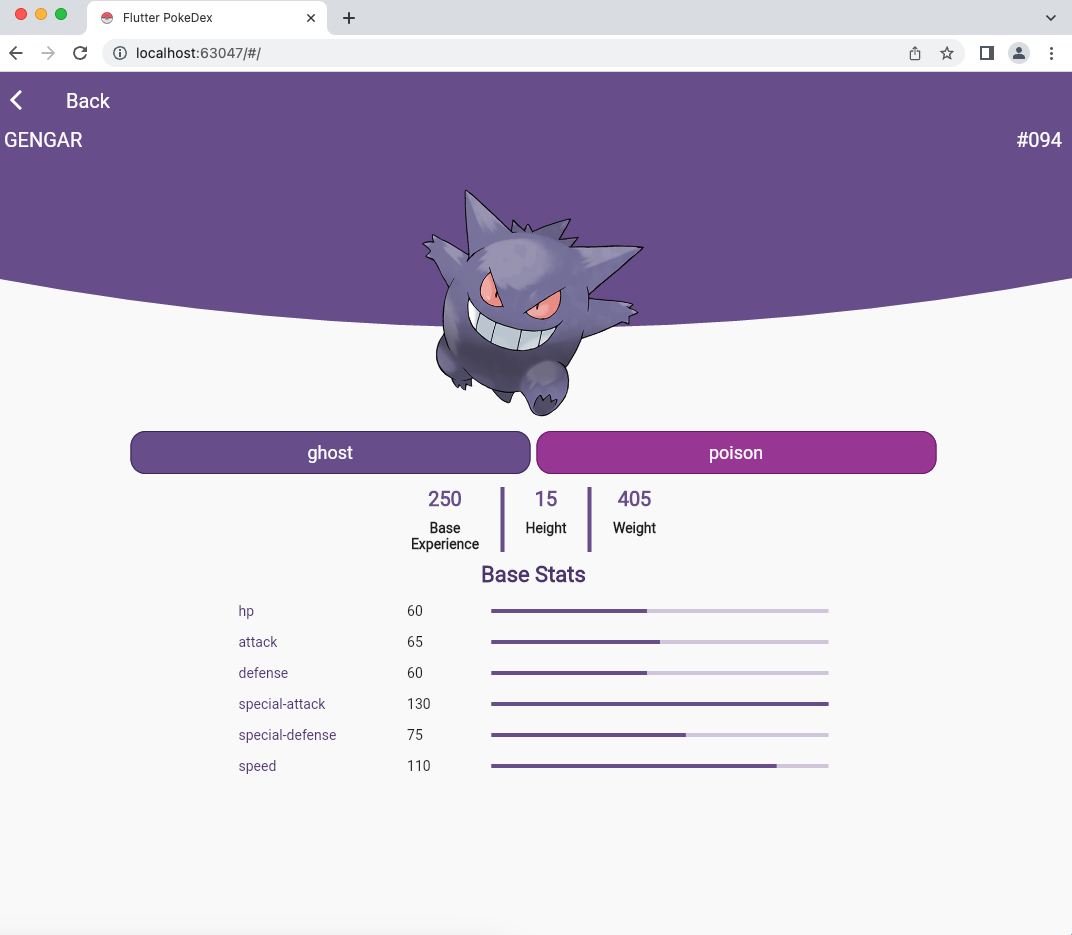 Flutter PokeDex
localhost:63047/#/
Back
GENGAR #094
ghost poison
250 15 405
Base Height Weight
Experience
Base Stats
hp 60
attack 65
defense 60
special-attack 130
special-defense 75
speed 110